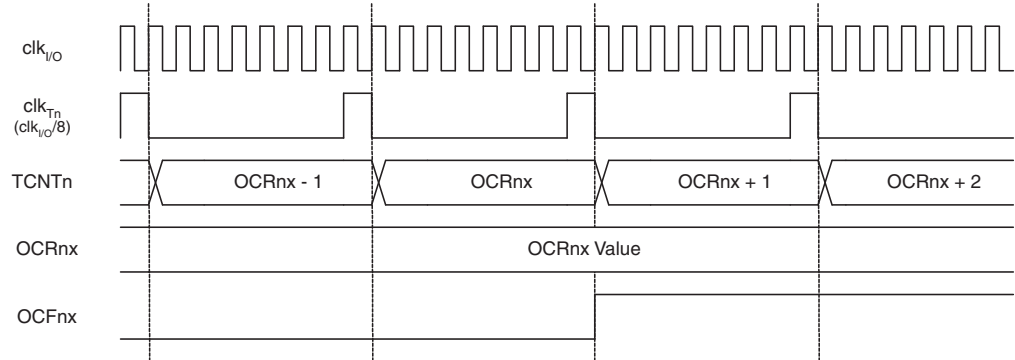 clkI/O
clkTn
(clkI/O/8)
TCNTn
OCRnx - 1
OCRnx
OCRnx + 1
OCRnx + 2
OCRnx
OCRnx Value
OCFnx